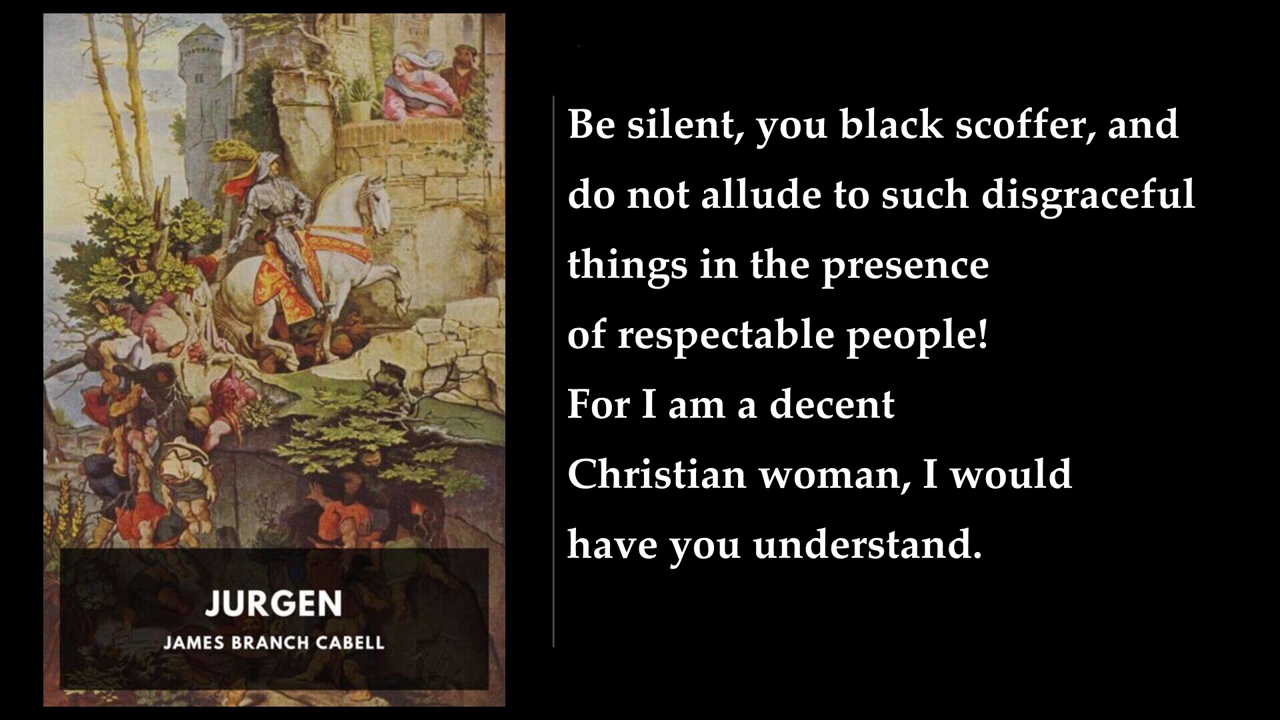 Be silent, you black scoffer, and
do not allude to such disgraceful
things in the presence
of respectable people!
For I am a decent
Christian woman, I would
have you understand.
JURGEN
JAMES BRANCH CABELL